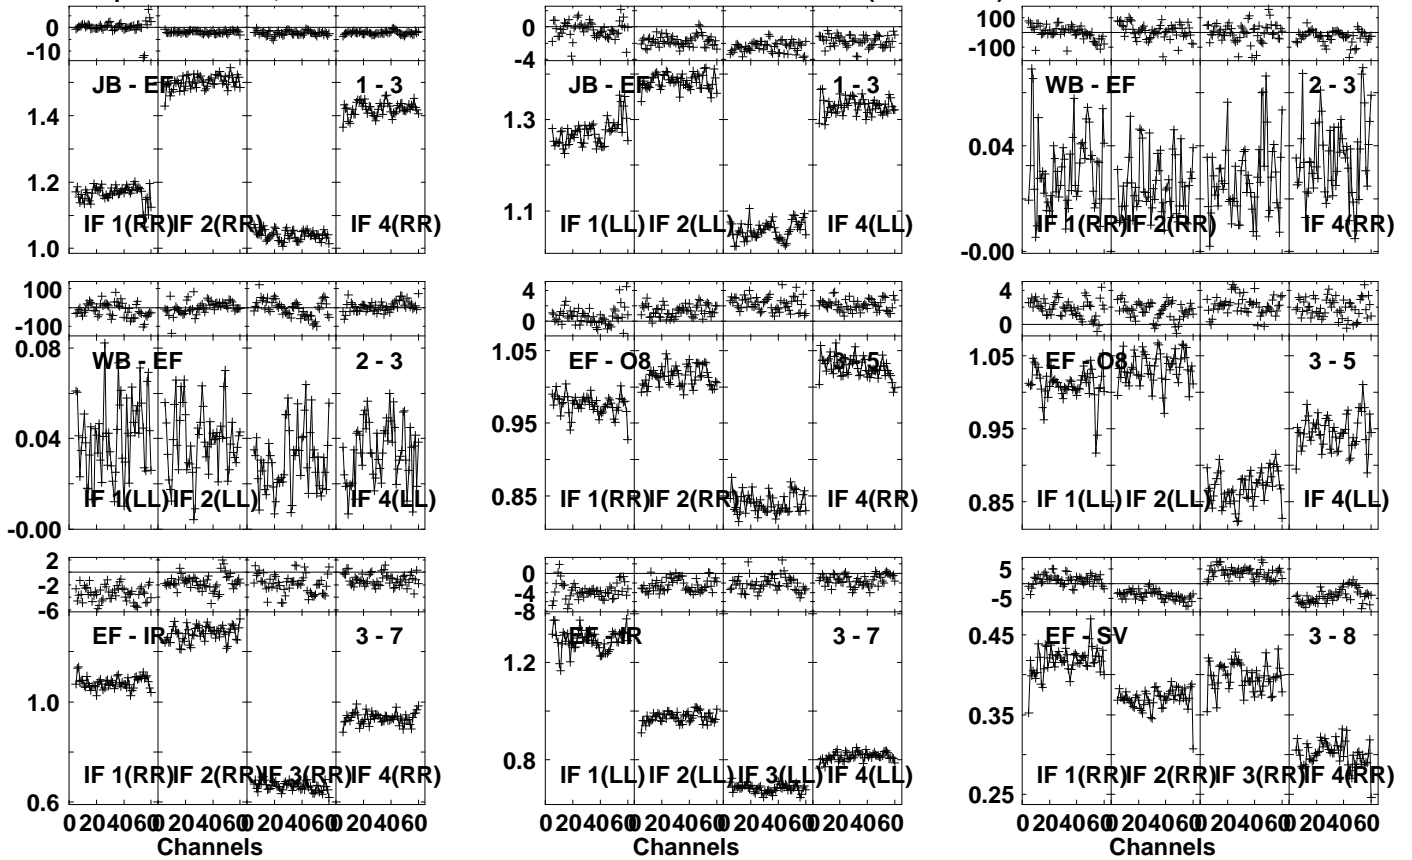 0
-10
JB - EF 1 - 3
1.4
1.2
1.0
IF 1(RR) IF 2(RR) IF 4(RR)
0
-4
JB - EF 1 - 3
1.3
1.1
IF 1(LL) IF 2(LL) IF 4(LL)
100
-100
WB - EF 2 - 3
0.04
-0.00
IF 1(RR) IF 2(RR) IF 4(RR)
100
-100
0.08
WB - EF 2 - 3
0.04
-0.00
IF 1(LL) IF 2(LL) IF 4(LL)
4
0
1.05
EF - O8 3 - 5
0.95
0.85
IF 1(RR) IF 2(RR) IF 4(RR)
4
0
1.05
EF - O8 3 - 5
0.95
0.85
IF 1(LL) IF 2(LL) IF 4(LL)
2
-2
-6
EF - IR 3 - 7
1.0
0.6
IF 1(RR) IF 2(RR) IF 3(RR) IF 4(RR)
0 20 40 60 0 20 40 60 0 20 40 60 0 20 40 60
Channels
0
-4
-8
EF - IR 3 - 7
1.2
0.8
IF 1(LL) IF 2(LL) IF 3(LL) IF 4(LL)
0 20 40 60 0 20 40 60 0 20 40 60 0 20 40 60
Channels
5
-5
0.45
EF - SV 3 - 8
0.35
0.25
IF 1(RR) IF 2(RR) IF 3(RR) IF 4(RR)
0 20 40 60 0 20 40 60 0 20 40 60 0 20 40 60
Channels